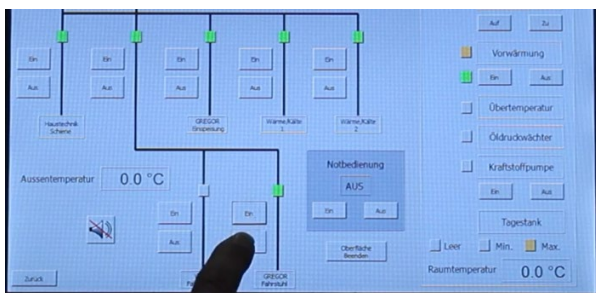 Auf
Zu
Vorwärmung
Ein
Ein
Ein
Ein
Ein
Ein
Aus
Aus
Aus
Aus
Aus
Aus
Übertemperatur
Haustechnik
Schiene
GREGOR
Einspeisung
Wärme/Kälte
1
Wärme/Kälte
2
Öldruckwächter
Notbedienung
Kraftstoffpumpe
Aussentemperatur
0.0 °C
AUS
Ein
Aus
Ein
Ein
Ein
Aus
Tagestank
Aus
Oberfläche
Beenden
Leer
Min.
Max.
Zurück
GREGOR
Fahrstuhl
Raumtemperatur
0.0 °C